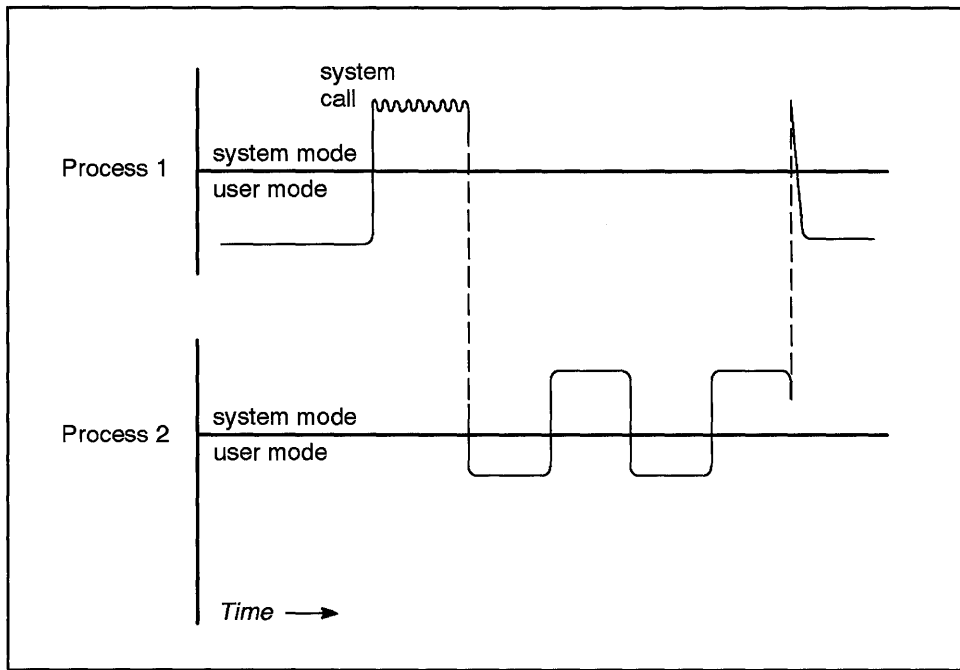 system
call
Process 1
system mode
user mode
Process 2
system mode
user mode
Time